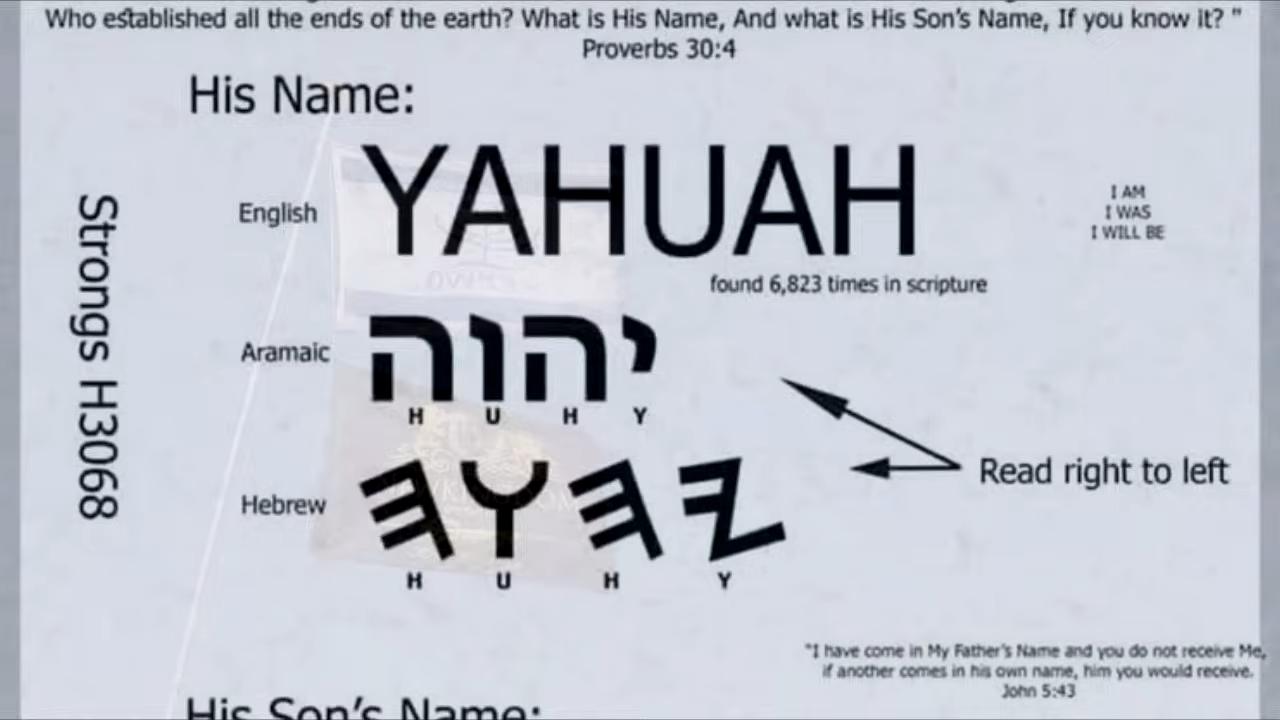 Who established all the ends of the earth? What is His Name, And what is His Son's Name, If you know it? "
Proverbs 30:4
His Name:
Strongs H3068
English
YAHUAH
found 6,823 times in scripture
I AM
I WAS
I WILL BE
Aramaic
יהוה
H U H Y
Hebrew
𐤉𐤄𐤅𐤄
H U H Y
Read right to left
"I have come in My Father's Name and you do not receive Me,
if another comes in his own name, him you would receive.
John 5:43
His Son's Name: